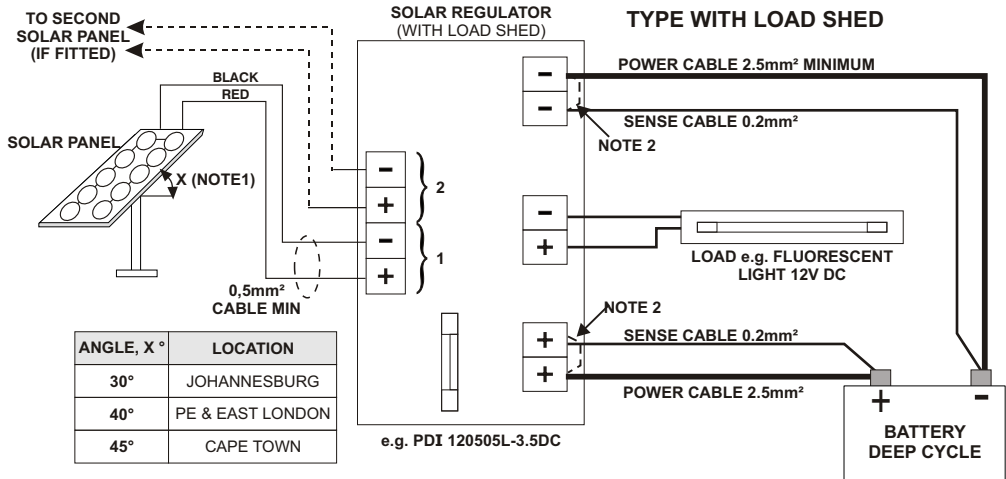 TO SECOND
SOLAR PANEL
(IF FITTED)
SOLAR REGULATOR
(WITH LOAD SHED)
TYPE WITH LOAD SHED
BLACK
RED
SOLAR PANEL
X (NOTE1)
-
+
2
-
+
1
0,5mm²
CABLE MIN
-
-
POWER CABLE 2.5mm² MINIMUM
SENSE CABLE 0.2mm²
NOTE 2
-
+
LOAD e.g. FLUORESCENT
LIGHT 12V DC
NOTE 2
+
+
SENSE CABLE 0.2mm²
POWER CABLE 2.5mm²
+ -
BATTERY
DEEP CYCLE
ANGLE, X ° LOCATION
30° JOHANNESBURG
40° PE & EAST LONDON
45° CAPE TOWN
e.g. PDI 120505L-3.5DC